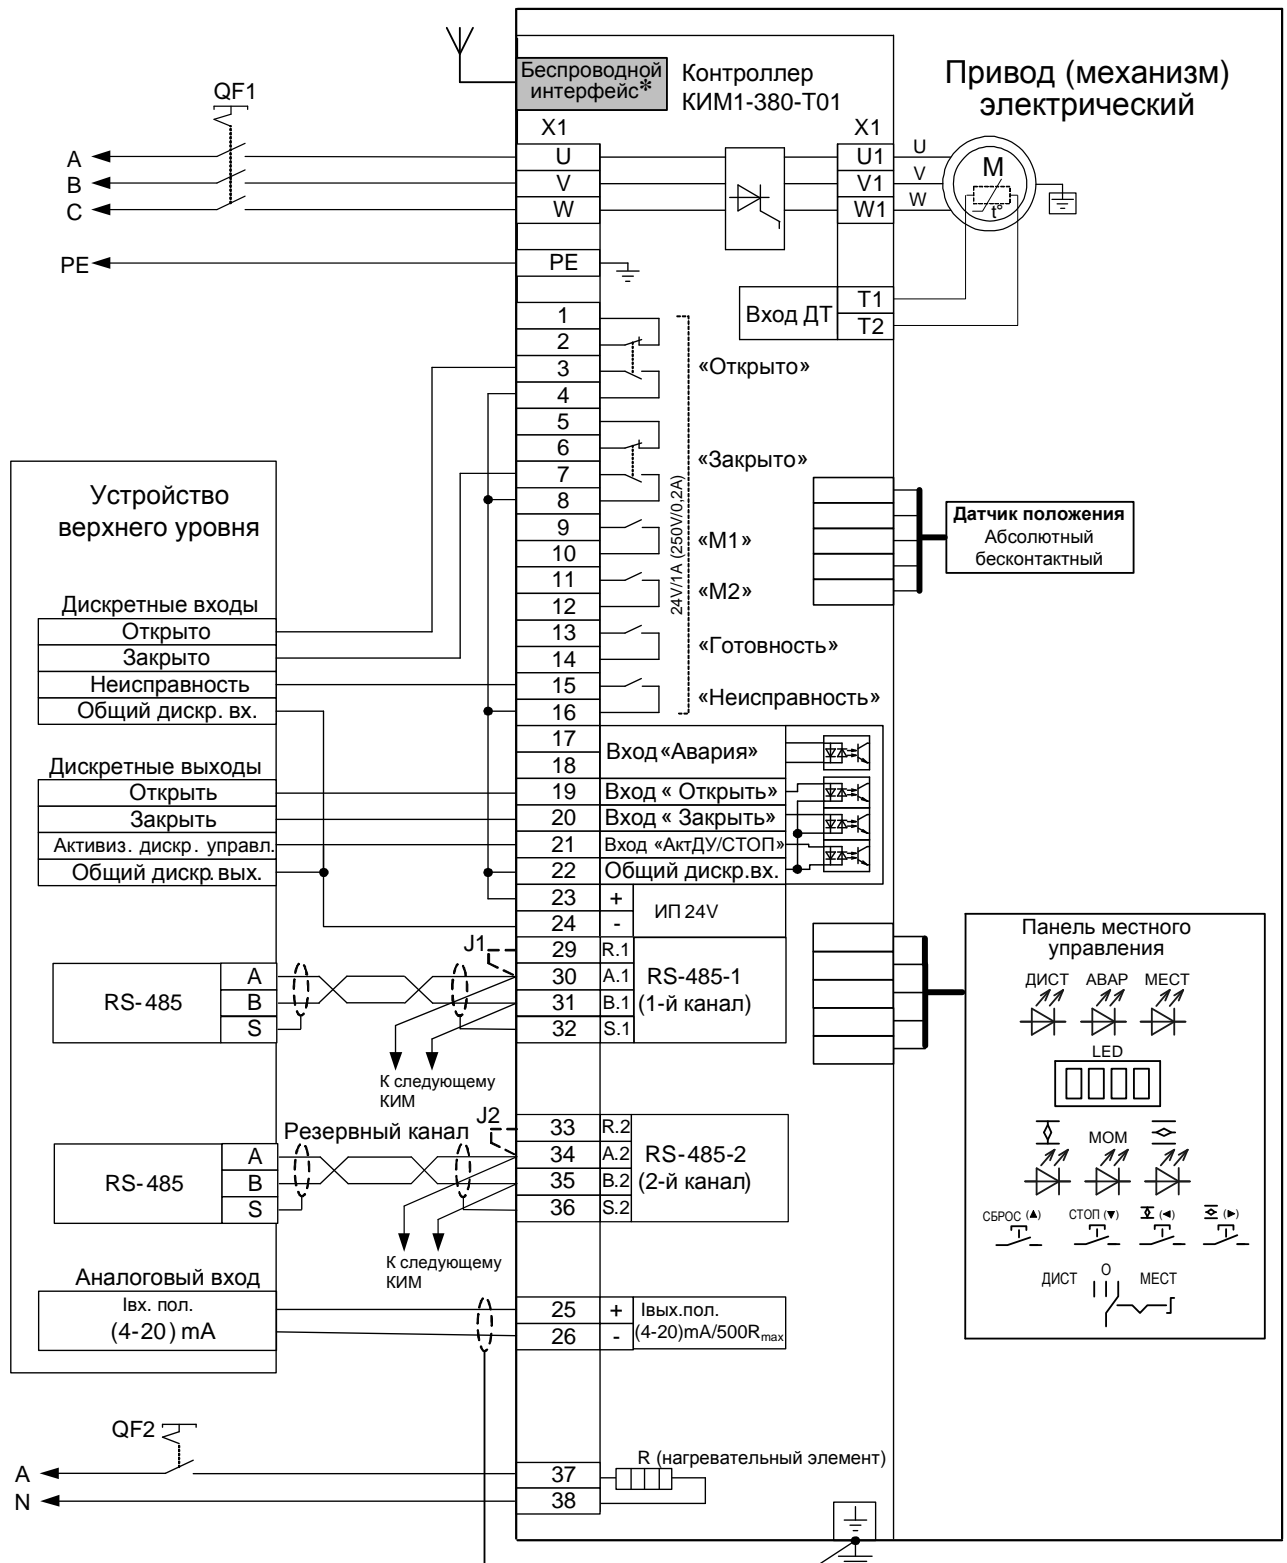 Беспроводной
интерфейс*
Контроллер
КИМ1-380-Т01
Привод (механизм)
электрический
QF1
X1
X1
A
U
U1
U
B
V
V1
V
C
W
W1
W
M
t°
PE
PE
Вход ДТ
T1
T2
1
2
3
4
«Открыто»
5
6
7
8
«Закрыто»
9
10
«М1»
11
12
«М2»
13
14
«Готовность»
15
16
«Неисправность»
24V/1A (250V/0,2A)
Датчик положения
Абсолютный
бесконтактный
Устройство
верхнего уровня
Дискретные входы
Открыто
Закрыто
Неисправность
Общий дискр. вх.
Дискретные выходы
Открыть
Закрыть
Активиз. дискр. управл.
Общий дискр. вых.
17
18
Вход «Авария»
19
Вход « Открыть»
20
Вход « Закрыть»
21
Вход «АктДУ/СТОП»
22
Общий дискр.вх.
23
+
24
-
ИП 24V
J1
29
R.1
30
A.1
31
B.1
32
S.1
RS-485-1
(1-й канал)
RS-485
A
B
S
К следующему
КИМ
Резервный канал
J2
33
R.2
34
A.2
35
B.2
36
S.2
RS-485-2
(2-й канал)
RS-485
A
B
S
К следующему
КИМ
Аналоговый вход
Iвх. пол.
(4-20) mA
25
+
26
-
Iвых.пол.
(4-20)mA/500Rmax
Панель местного
управления
ДИСТ АВАР МЕСТ
LED
МОМ
СБРОС (▲)
СТОП (▼)
(◄)
(►)
ДИСТ
О
МЕСТ
QF2
A
N
37
38
R (нагревательный элемент)